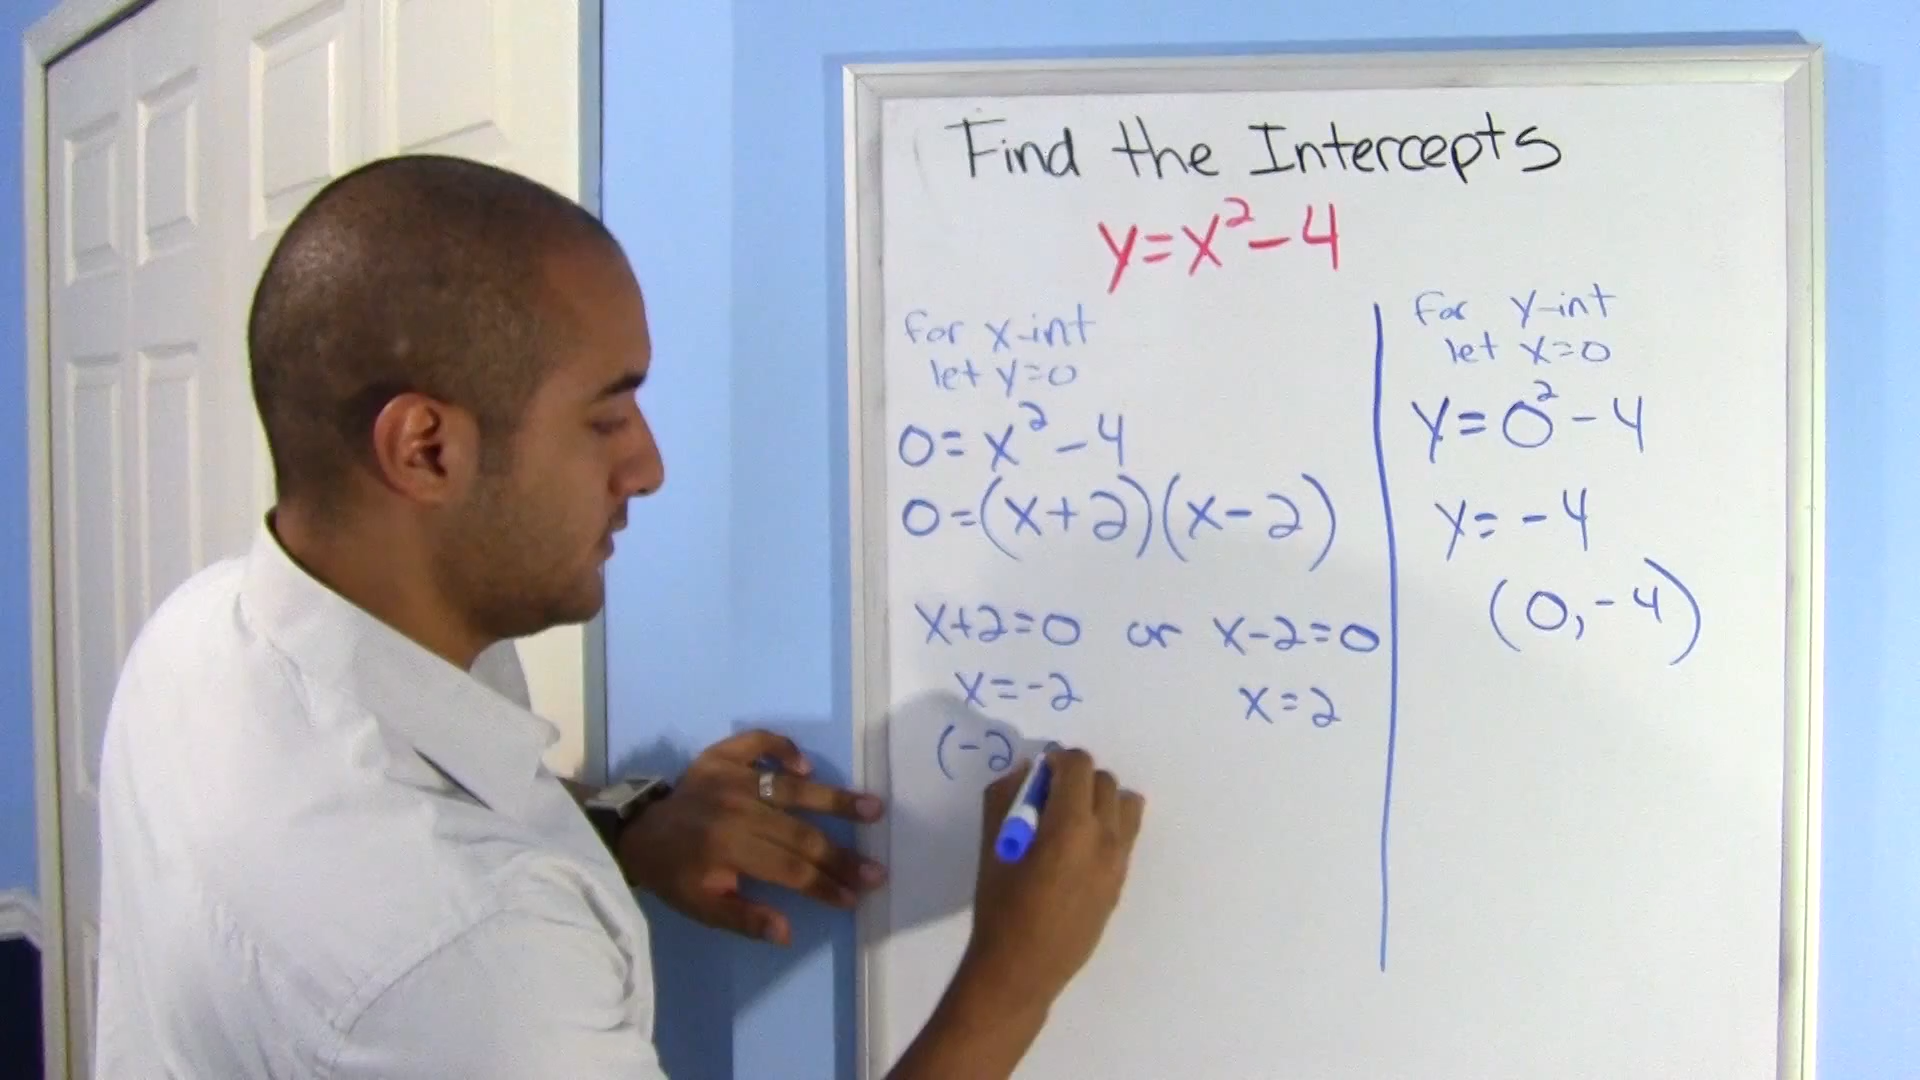 Find the Intercepts
y=x²-4
For x-int
let y=0
0=x²-4
0=(x+2)(x-2)
x+2=0 or x-2=0
x=-2 x=2
(-2
For y-int
let x=0
y=0²-4
y=-4
(0,-4)